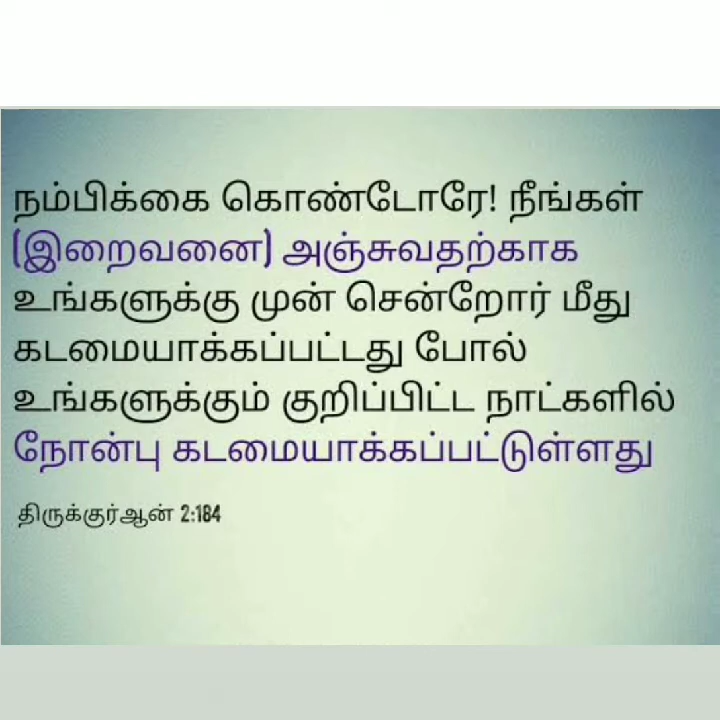 நம்பிக்கை கொண்டோரே! நீங்கள்
(இறைவனை) அஞ்சுவதற்காக
உங்களுக்கு முன் சென்றோர் மீது
கடமையாக்கப்பட்டது போல்
உங்களுக்கும் குறிப்பிட்ட நாட்களில்
நோன்பு கடமையாக்கப்பட்டுள்ளது
திருக்குர்ஆன் 2:184